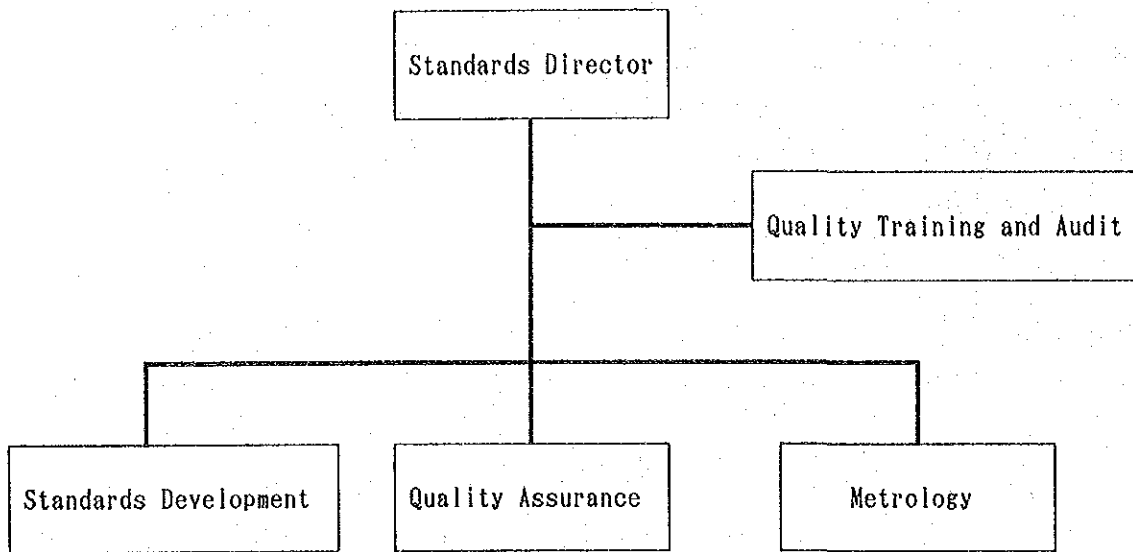 Standards Director
Quality Training and Audit
Standards Development
Quality Assurance
Metrology